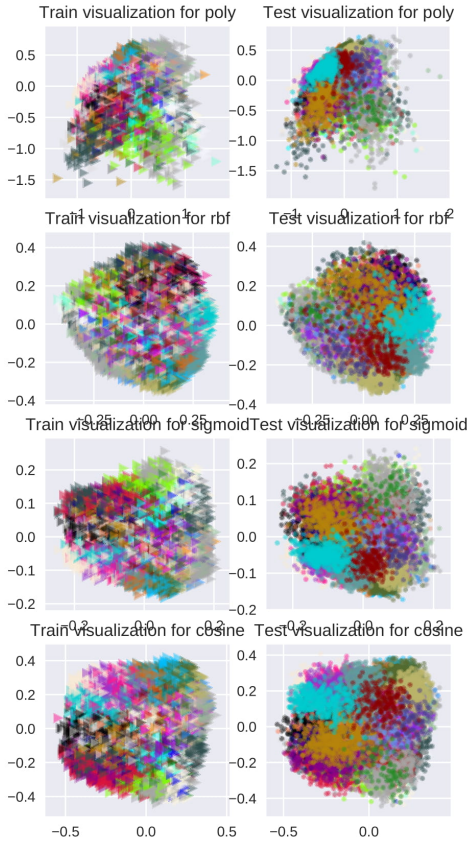 Train visualization for poly Test visualization for poly
0.5 0.5
0.0 0.0
−0.5 −0.5
−1.0 −1.0
−1.5 −1.5
−1 0 1 −1 0 1 2
Train visualization for rbf Test visualization for rbf
0.4 0.4
0.2 0.2
0.0 0.0
−0.2 −0.2
−0.4 −0.4
−0.25 0.00 0.25 −0.25 0.00 0.25
Train visualization for sigmoid Test visualization for sigmoid
0.2 0.2
0.1 0.1
0.0 0.0
−0.1 −0.1
−0.2 −0.2
−0.2 0.0 0.2 −0.2 0.0 0.2
Train visualization for cosine Test visualization for cosine
0.4 0.4
0.2 0.2
0.0 0.0
−0.2 −0.2
−0.4 −0.4
−0.5 0.0 0.5 −0.5 0.0